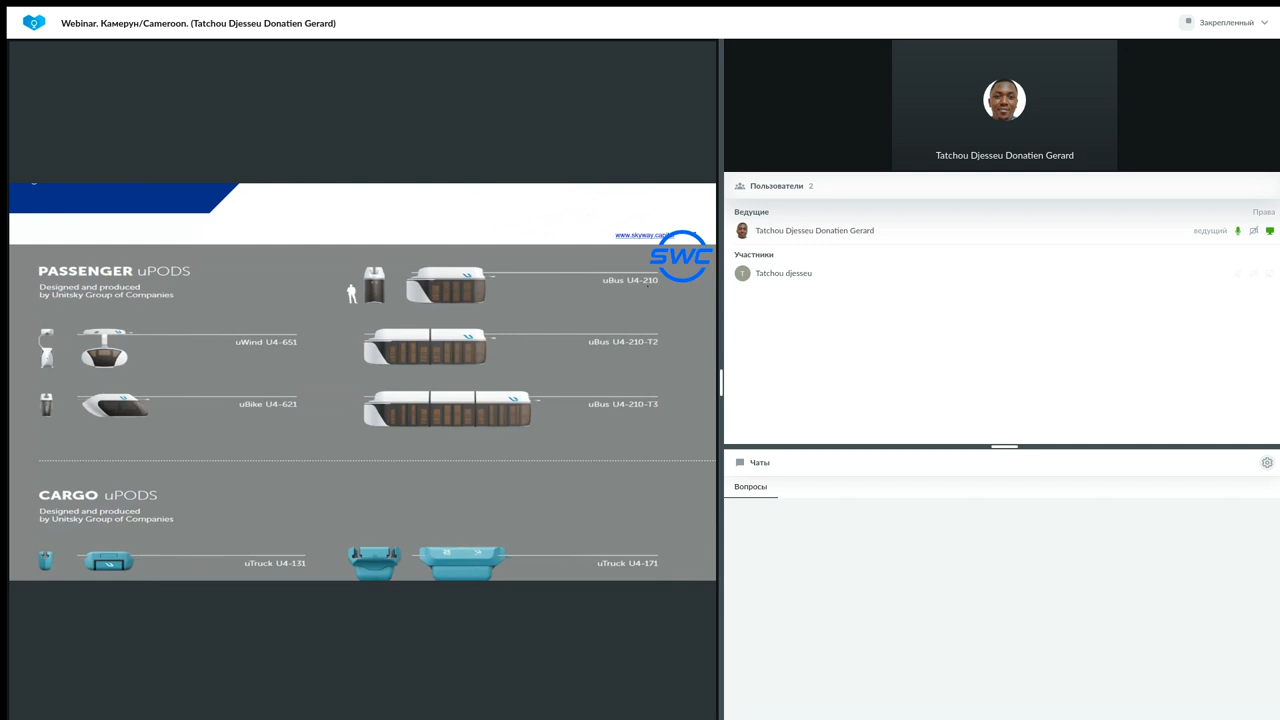 Webinar. Камерун/Cameroon. (Tatchou Djesseu Donatien Gerard)
Закрепленный
www.skyway.capi
SWC
PASSENGER uPODS
Designed and produced
by Unitsky Group of Companies
uBus U4-210
uWind U4-651
uBus U4-210-T2
uBike U4-621
uBus U4-210-T3
CARGO uPODS
Designed and produced
by Unitsky Group of Companies
uTruck U4-131
uTruck U4-171
Tatchou Djesseu Donatien Gerard
Пользователи 2
Ведущие
Права
Tatchou Djesseu Donatien Gerard
ведущий
Участники
T
Tatchou djesseu
Чаты
Вопросы